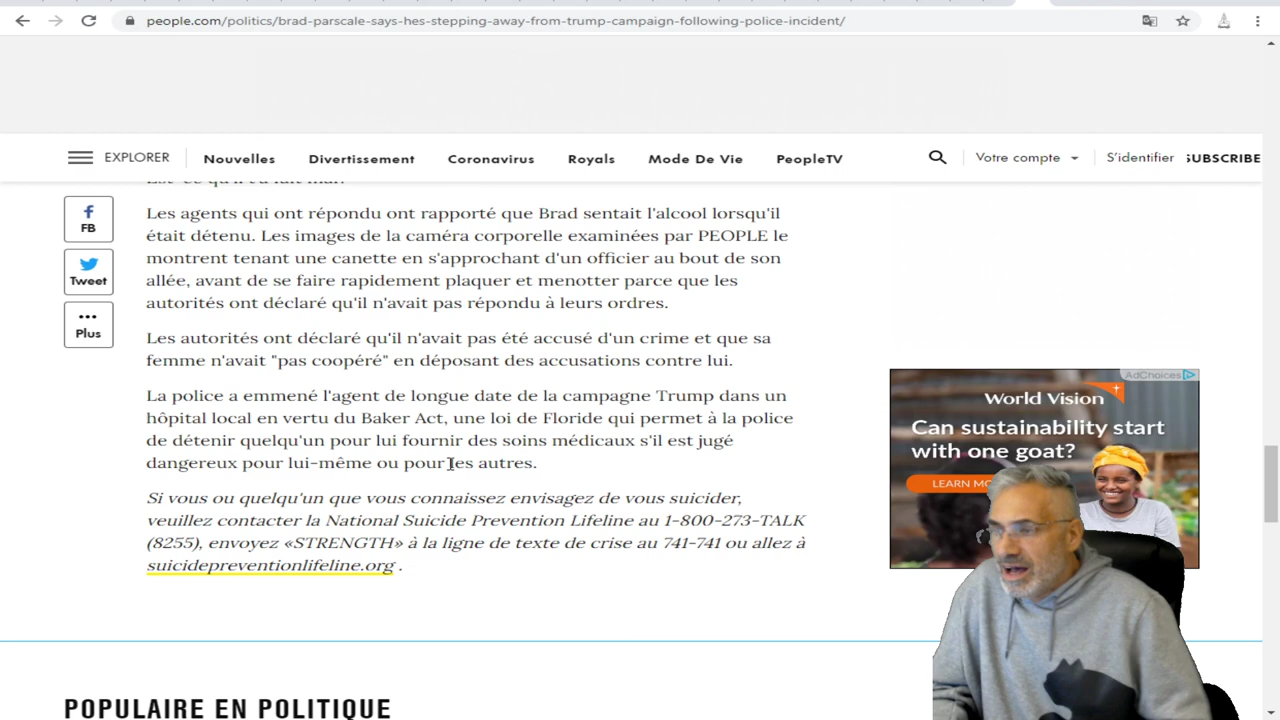 people.com/politics/brad-parscale-says-hes-stepping-away-from-trump-campaign-following-police-incident/
EXPLORER
Nouvelles
Divertissement
Coronavirus
Royals
Mode De Vie
PeopleTV
Votre compte
S'identifier
SUBSCRIBE
FB
Tweet
Plus
Les agents qui ont répondu ont rapporté que Brad sentait l'alcool lorsqu'il
était détenu. Les images de la caméra corporelle examinées par PEOPLE le
montrent tenant une canette en s'approchant d'un officier au bout de son
allée, avant de se faire rapidement plaquer et menotter parce que les
autorités ont déclaré qu'il n'avait pas répondu à leurs ordres.
Les autorités ont déclaré qu'il n'avait pas été accusé d'un crime et que sa
femme n'avait "pas coopéré" en déposant des accusations contre lui.
La police a emmené l'agent de longue date de la campagne Trump dans un
hôpital local en vertu du Baker Act, une loi de Floride qui permet à la police
de détenir quelqu'un pour lui fournir des soins médicaux s'il est jugé
dangereux pour lui-même ou pour les autres.
Si vous ou quelqu'un que vous connaissez envisagez de vous suicider,
veuillez contacter la National Suicide Prevention Lifeline au 1-800-273-TALK
(8255), envoyez «STRENGTH» à la ligne de texte de crise au 741-741 ou allez à
suicidepreventionlifeline.org .
AdChoices
World Vision
Can sustainability start
with one goat?
LEARN
POPULAIRE EN POLITIQUE